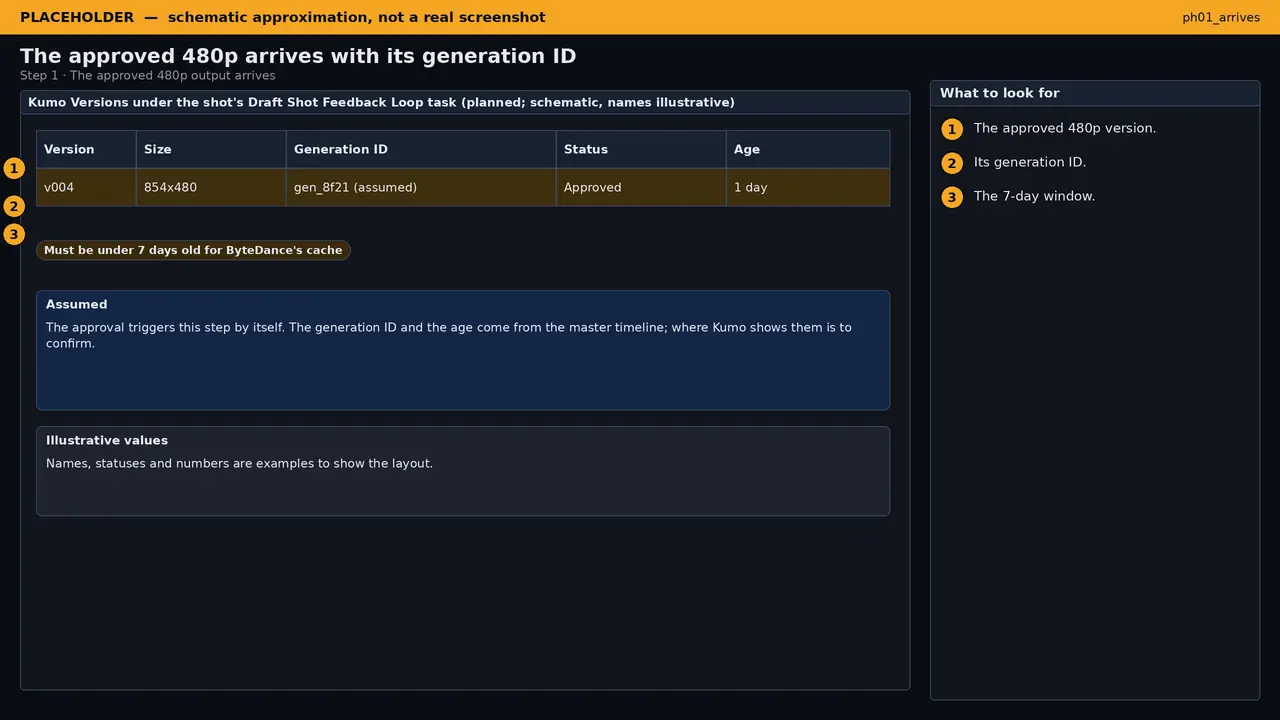 PLACEHOLDER — schematic approximation, not a real screenshot
ph01_arrives
The approved 480p arrives with its generation ID
Step 1 · The approved 480p output arrives
Kumo Versions under the shot's Draft Shot Feedback Loop task (planned; schematic, names illustrative)
Version Size Generation ID Status Age
1
v004 854x480 gen_8f21 (assumed) Approved 1 day
2
3
Must be under 7 days old for ByteDance's cache
Assumed
The approval triggers this step by itself. The generation ID and the age come from the master timeline; where Kumo shows them is to
confirm.
Illustrative values
Names, statuses and numbers are examples to show the layout.
What to look for
1 The approved 480p version.
2 Its generation ID.
3 The 7-day window.